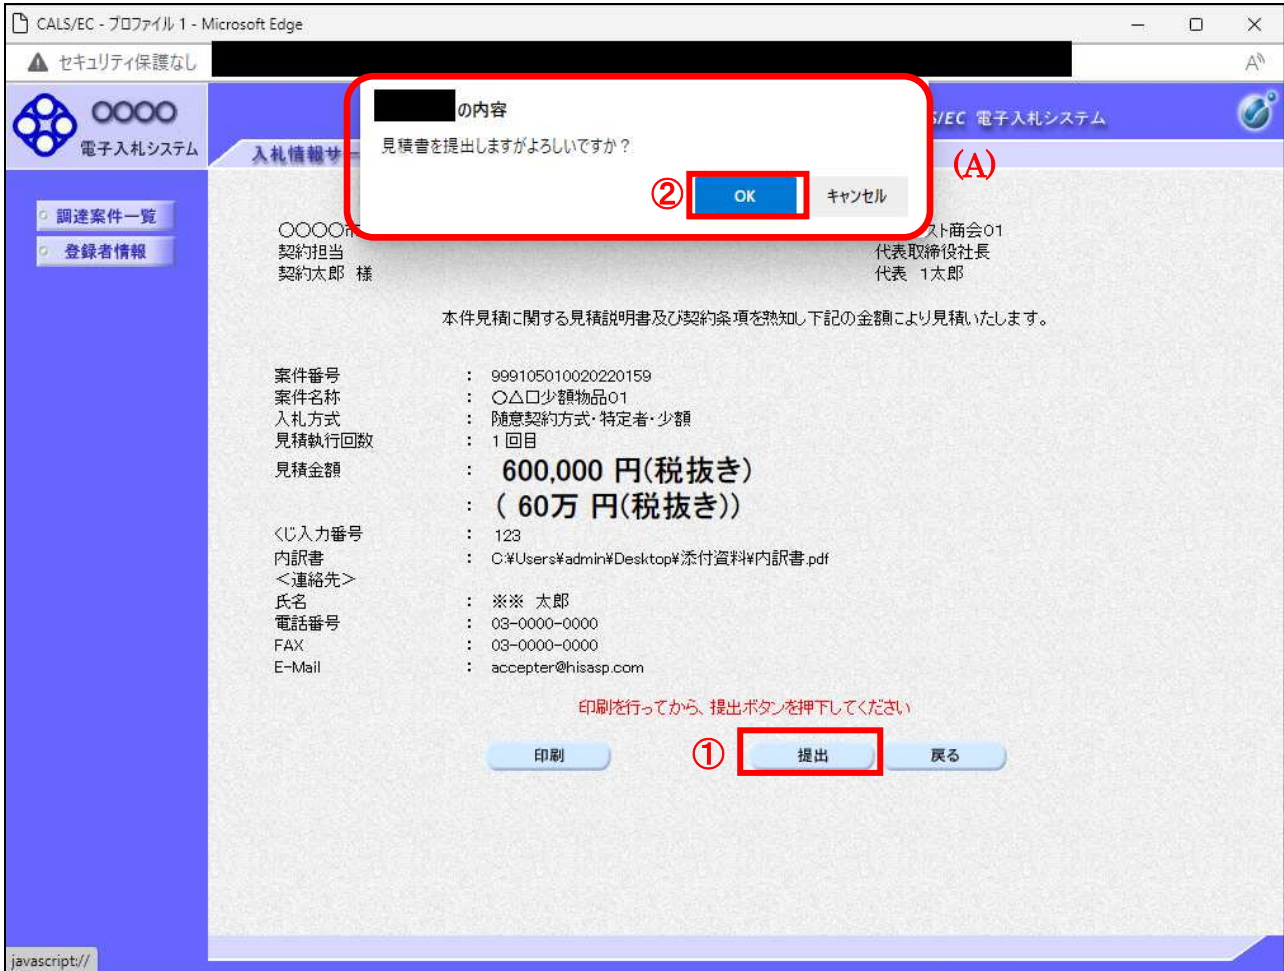 CALS/EC - プロファイル 1 - Microsoft Edge
セキュリティ保護なし
A
〇〇〇〇
電子入札システム
入札情報サー
EC 電子入札システム
の内容
見積書を提出しますがよろしいですか？
② OK キャンセル
(A)
調達案件一覧
登録者情報
〇〇〇〇
契約担当
契約太郎 様
スト商会01
代表取締役社長
代表 1太郎
本件見積に関する見積説明書及び契約条項を熟知し下記の金額により見積いたします。
案件番号 : 999105010020220159
案件名称 : 〇△口少額物品01
入札方式 : 随意契約方式・特定者・少額
見積執行回数 : 1回目
見積金額 : 600,000 円(税抜き)
: ( 60万 円(税抜き))
くじ入力番号 : 123
内訳書 : C:¥Users¥admin¥Desktop¥添付資料¥内訳書.pdf
＜連絡先＞
氏名 : ※※ 太郎
電話番号 : 03-0000-0000
FAX : 03-0000-0000
E-Mail : accepter@hisasp.com
印刷を行ってから、提出ボタンを押下してください
印刷 ① 提出 戻る
javascript://